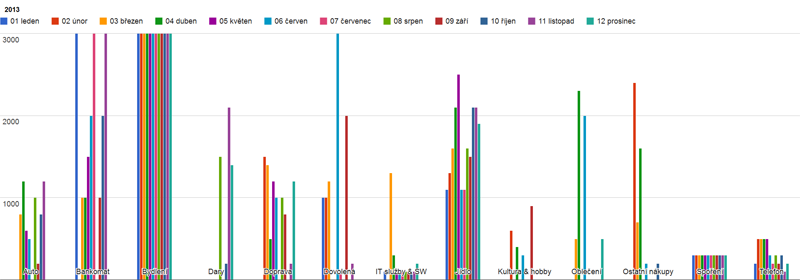 2013
01 leden 02 únor 03 březen 04 duben 05 květen 06 červen 07 červenec 08 srpen 09 září 10 říjen 11 listopad 12 prosinec
3000
2000
1000
Auto Bankomat Bydlení Dary Doprava Dovolená IT služby & SW Jídlo Kultura & hobby Oblečení Ostatní nákupy Spoření Telefon